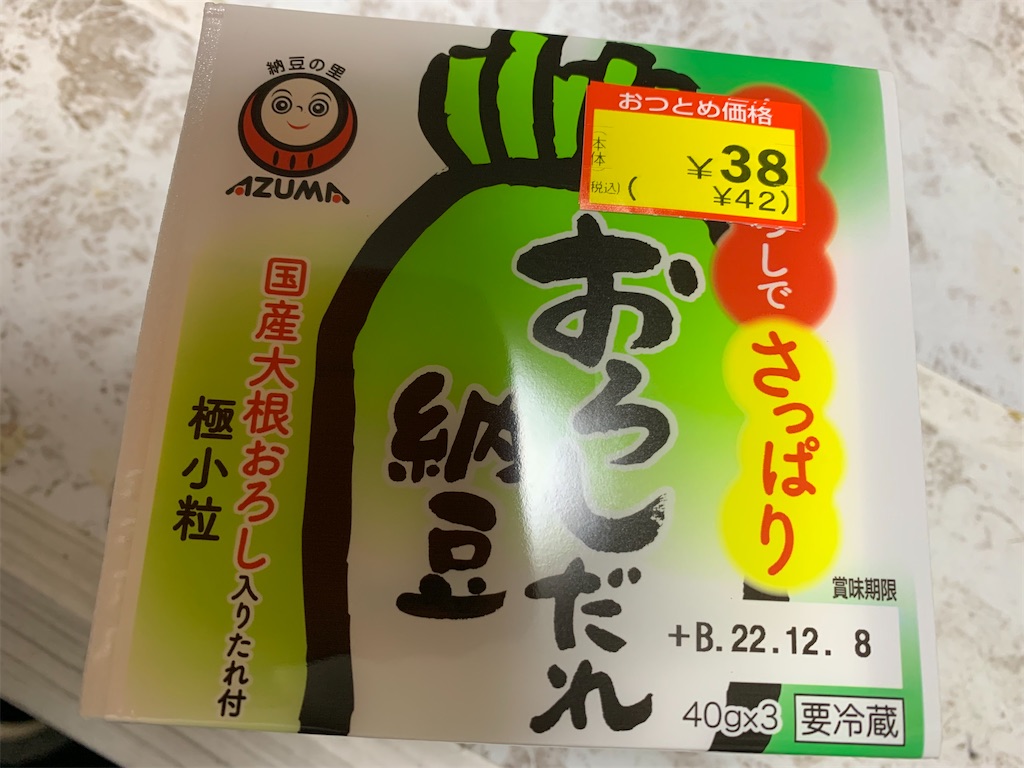 納豆の里
AZUMA
おつとめ価格
本体
¥38
(税込)
(¥42)
しで
さっぱり
おろしだれ
納豆
国産大根おろし入りたれ付
極小粒
賞味期限
+B.22.12. 8
40g×3
要冷蔵